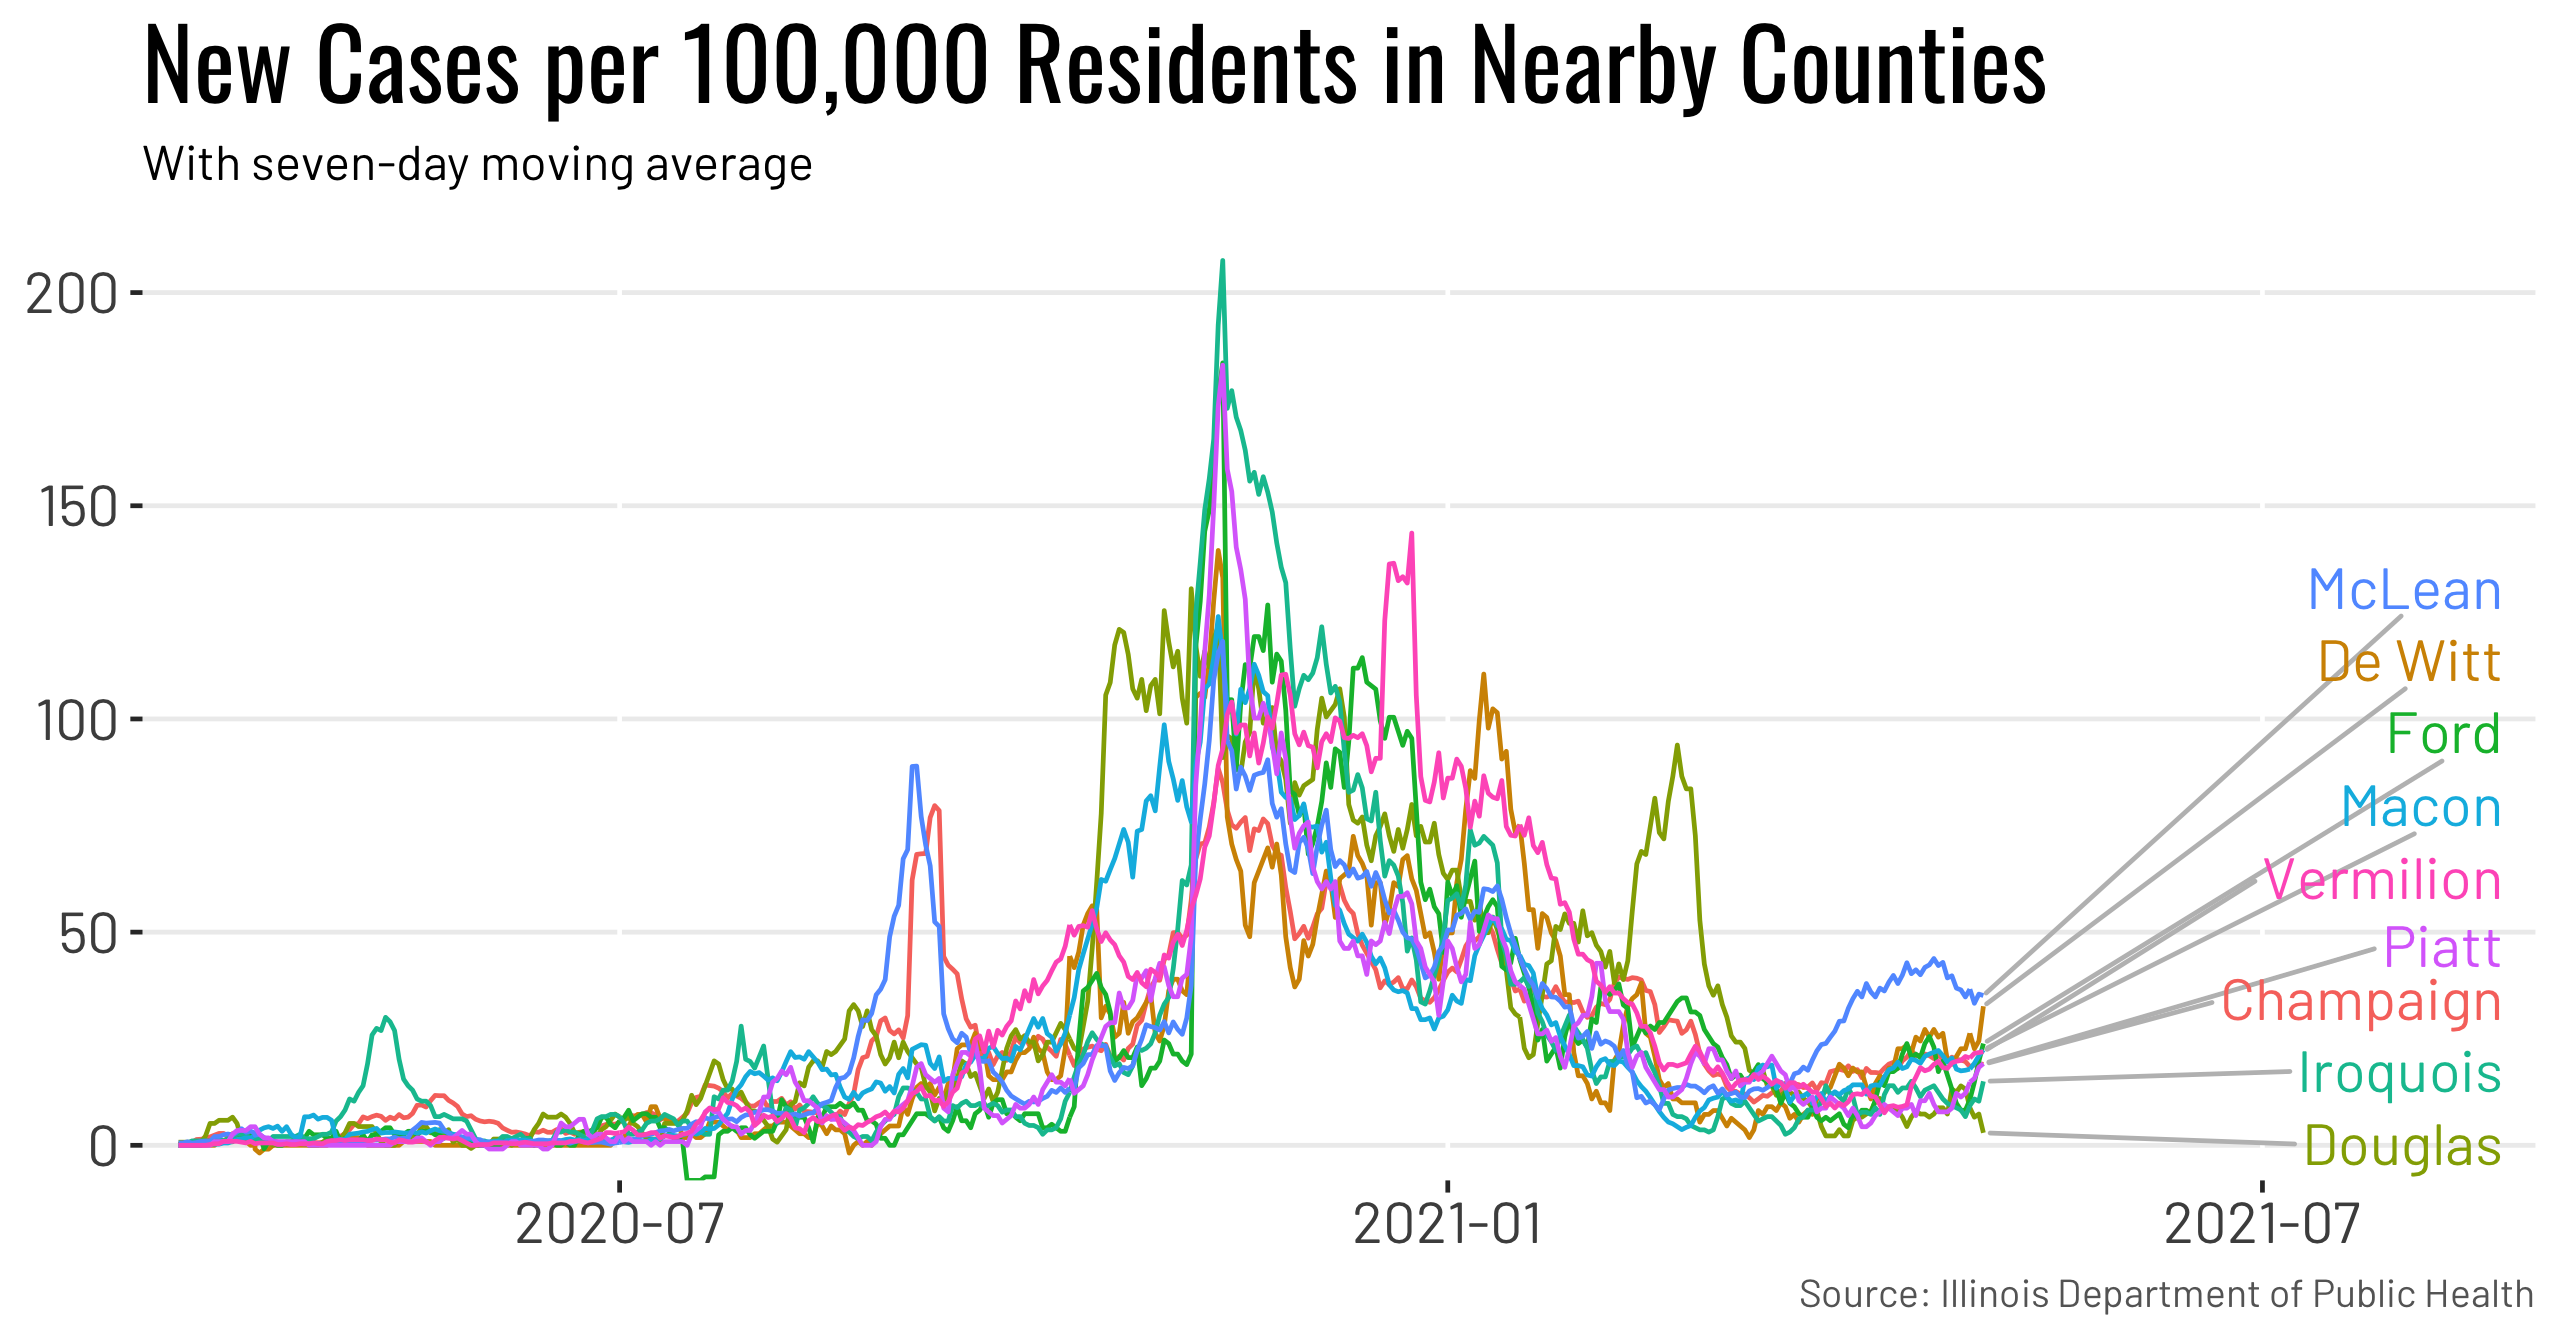 New Cases per 100,000 Residents in Nearby Counties
With seven-day moving average
200
150
100
50
0
McLean
De Witt
Ford
Macon
Vermilion
Piatt
Champaign
Iroquois
Douglas
2020-07
2021-01
2021-07
Source: Illinois Department of Public Health